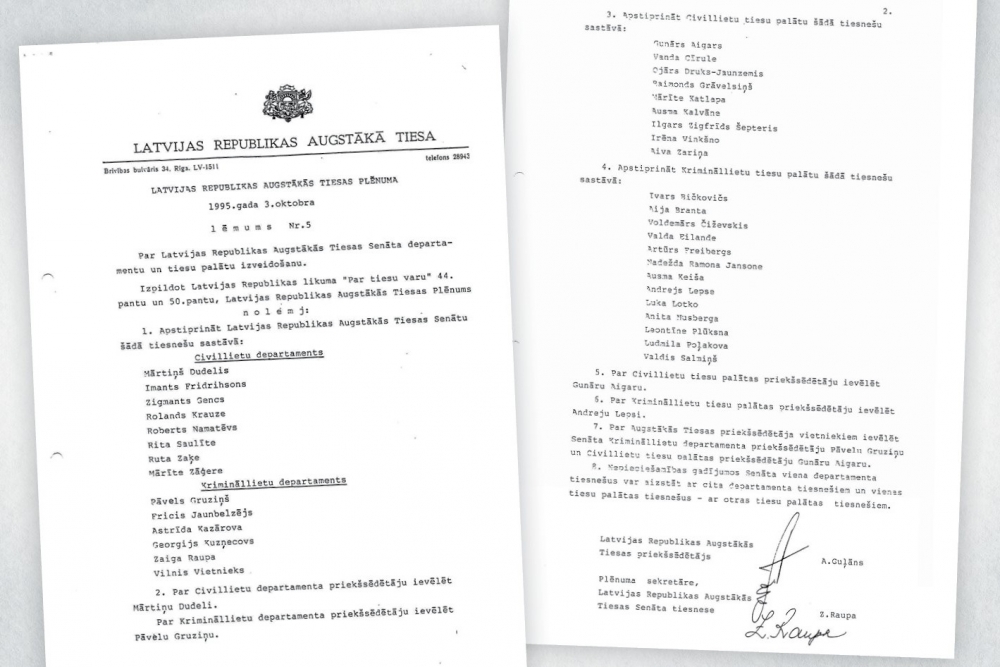 LATVIJAS REPUBLIKAS AUGSTĀKĀ TIESA
Brīvības bulvāris 34, Rīgā, LV-1511
telefons 28943
LATVIJAS REPUBLIKAS AUGSTĀKĀS TIESAS PLĒNUMA
1995.gada 3.oktobra
l ē m u m s   Nr.5
Par Latvijas Republikas Augstākās Tiesas Senāta departa-
mentu un tiesu palātu izveidošanu.
Izpildot Latvijas Republikas likuma "Par tiesu varu" 44.
pantu un 50.pantu, Latvijas Republikas Augstākās Tiesas Plēnums
n o l e m j:
1. Apstiprināt Latvijas Republikas Augstākās Tiesas Senātu
šādā tiesnešu sastāvā:
Civillietu departaments
Mārtiņš Dudelis
Imants Fridrihsons
Zigmants Gencs
Rolands Krauze
Roberts Namatēvs
Rita Saulīte
Ruta Zaķe
Mārīte Zāģere
Krimināllietu departaments
Pāvels Gruziņš
Fricis Jaunbelzējs
Astrīda Kazārova
Georgijs Kuzņecovs
Zaiga Raupa
Vilnis Vietnieks
2. Par Civillietu departamenta priekšsēdētāju ievēlēt
Mārtiņu Dudeli.
Par Krimināllietu departamenta priekšsēdētāju ievēlēt
Pāvelu Gruziņu.
2.
3. Apstiprināt Civillietu tiesu palātu šādā tiesnešu
sastāvā:
Gunārs Aigars
Vanda Cīrule
Ojārs Druks-Jaunzemis
Raimonds Grāvelsiņš
Mārīte Katlapa
Ausma Kalvāne
Ilgars Zigfrīds Šepteris
Irēna Vinkšno
Aiva Zariņa
4. Apstiprināt Krimināllietu tiesu palātu šādā tiesnešu
sastāvā:
Ivars Bičkovičs
Aija Branta
Voldemārs Čiževskis
Valda Eilande
Artūrs Freibergs
Nadežda Ramona Jansone
Ausma Keiša
Andrejs Lepse
Luka Lotko
Anita Nusberga
Leontīne Plūksna
Ludmila Poļakova
Valdis Salmiņš
5. Par Civillietu tiesu palātas priekšsēdētāju ievēlēt
Gunāru Aigaru.
6. Par Krimināllietu tiesu palātas priekšsēdētāju ievēlēt
Andreju Lepsi.
7. Par Augstākās Tiesas priekšsēdētāja vietniekiem ievēlēt
Senāta Krimināllietu departamenta priekšsēdētāju Pāvelu Gruziņu
un Civillietu tiesu palātas priekšsēdētāju Gunāru Aigaru.
8. Nepieciešamības gadījumos Senāta viena departamenta
tiesnešus var aizstāt ar cita departamenta tiesnešiem un vienas
tiesu palātas tiesnešus - ar otras tiesu palātas tiesnešiem.
Latvijas Republikas Augstākās
Tiesas priekšsēdētājs
A.Guļāns
Plēnuma sekretāre,
Latvijas Republikas Augstākās
Tiesas Senāta tiesnese
Z.Raupa
Z.Raupa